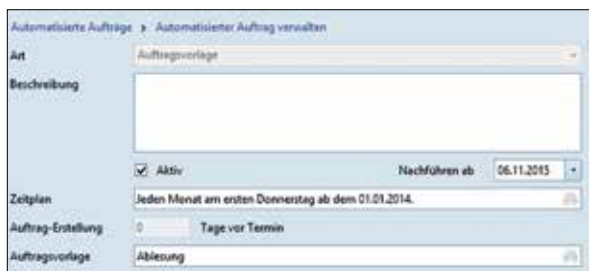 Automatisierte Aufträge > Automatisierter Auftrag verwalten
Art Auftragsvorlage
Beschreibung
Aktiv Nachführen ab 06.11.2015
Zeitplan Jeden Monat am ersten Donnerstag ab dem 01.01.2014.
Auftrag-Erstellung 0 Tage vor Termin
Auftragsvorlage Ablesung